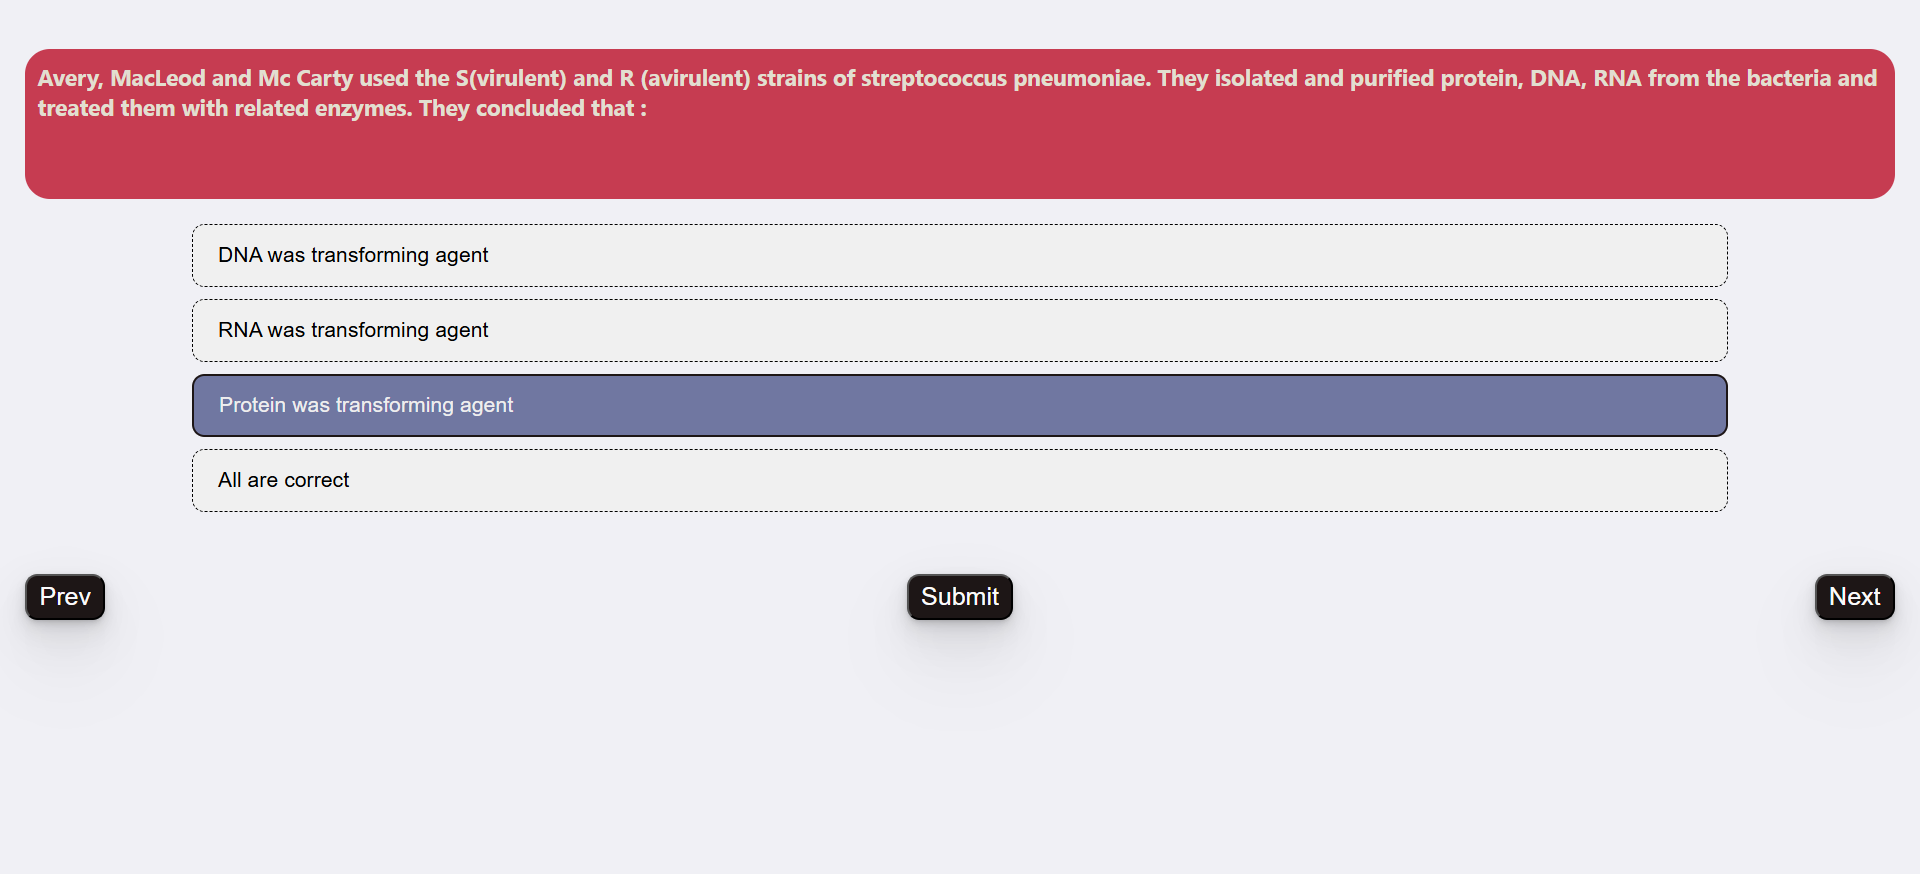 Avery, MacLeod and Mc Carty used the S(virulent) and R (avirulent) strains of streptococcus pneumoniae. They isolated and purified protein, DNA, RNA from the bacteria and
treated them with related enzymes. They concluded that :
DNA was transforming agent
RNA was transforming agent
Protein was transforming agent
All are correct
Prev
Submit
Next